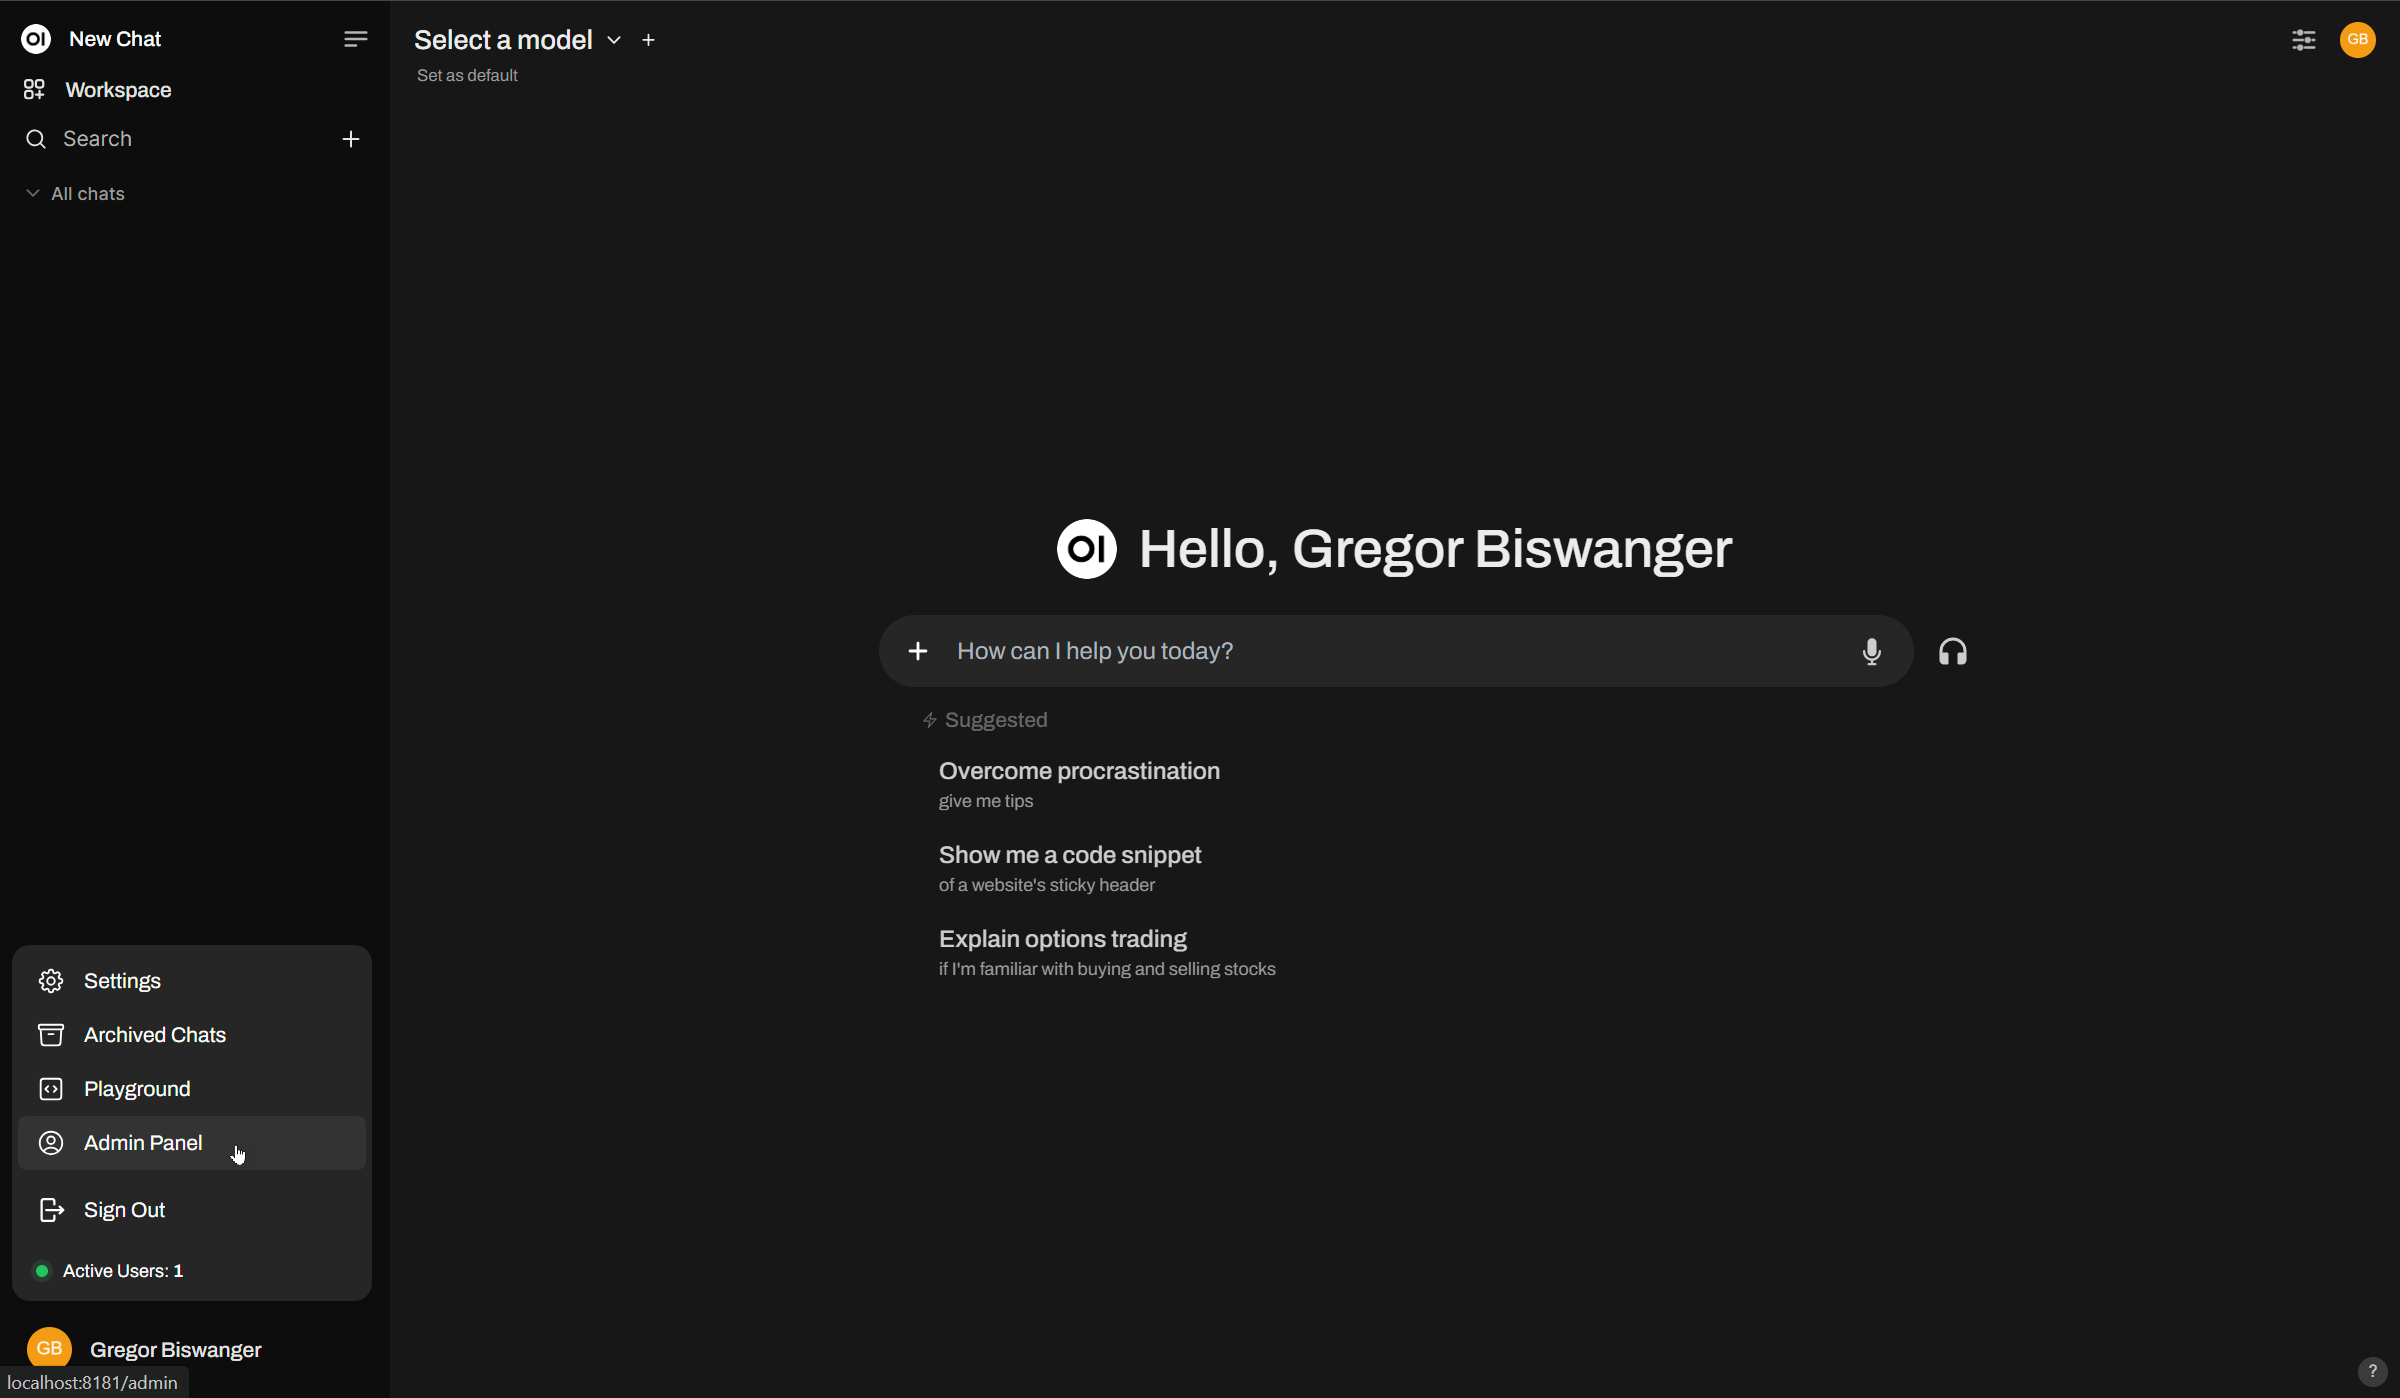 OI New Chat
Workspace
Search
All chats
Select a model
Set as default
GB
OI Hello, Gregor Biswanger
How can I help you today?
Suggested
Overcome procrastination
give me tips
Show me a code snippet
of a website's sticky header
Explain options trading
if I'm familiar with buying and selling stocks
Settings
Archived Chats
Playground
Admin Panel
Sign Out
Active Users: 1
GB Gregor Biswanger
localhost:8181/admin
?